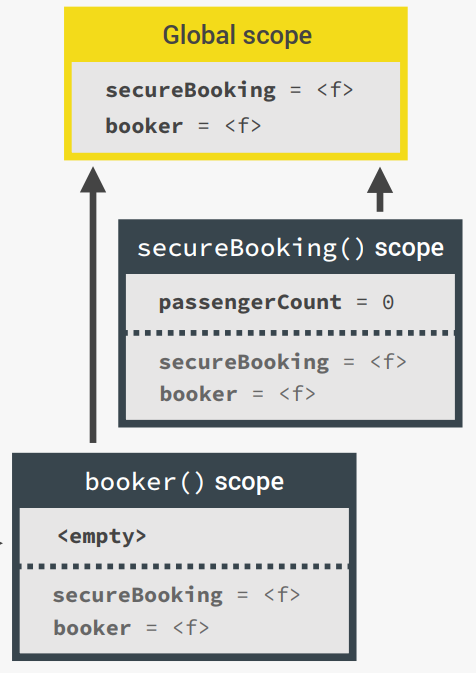 Global scope
secureBooking = <f>
booker = <f>
secureBooking() scope
passengerCount = 0
secureBooking = <f>
booker = <f>
booker() scope
<empty>
secureBooking = <f>
booker = <f>